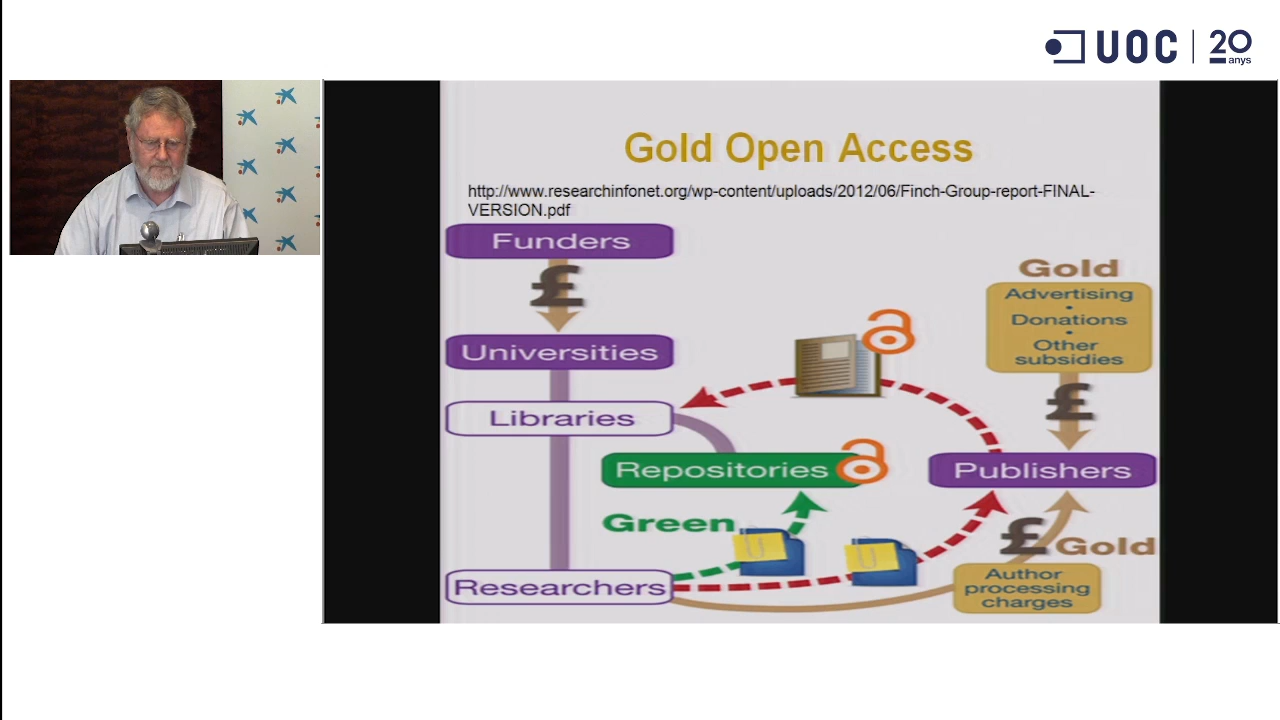 UOC
20
anys
Gold Open Access
http://www.researchinfonet.org/wp-content/uploads/2012/06/Finch-Group-report-FINAL-
VERSION.pdf
Funders
£
Universities
Libraries
Repositories
Green
Researchers
Gold
Advertising
•
Donations
•
Other
subsidies
£
Publishers
£
Gold
Author
processing
charges